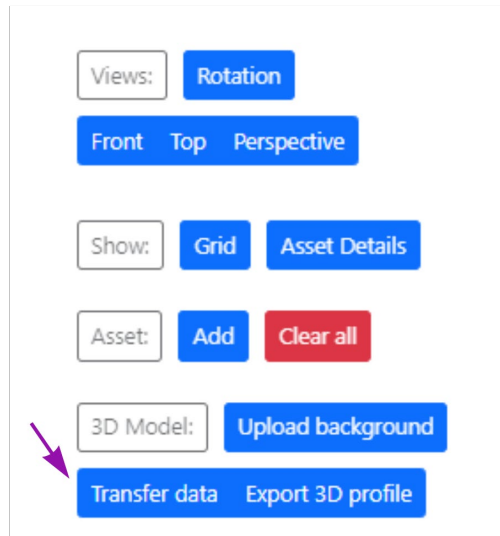 Views: Rotation
Front Top Perspective
Show: Grid Asset Details
Asset: Add Clear all
3D Model: Upload background
Transfer data Export 3D profile